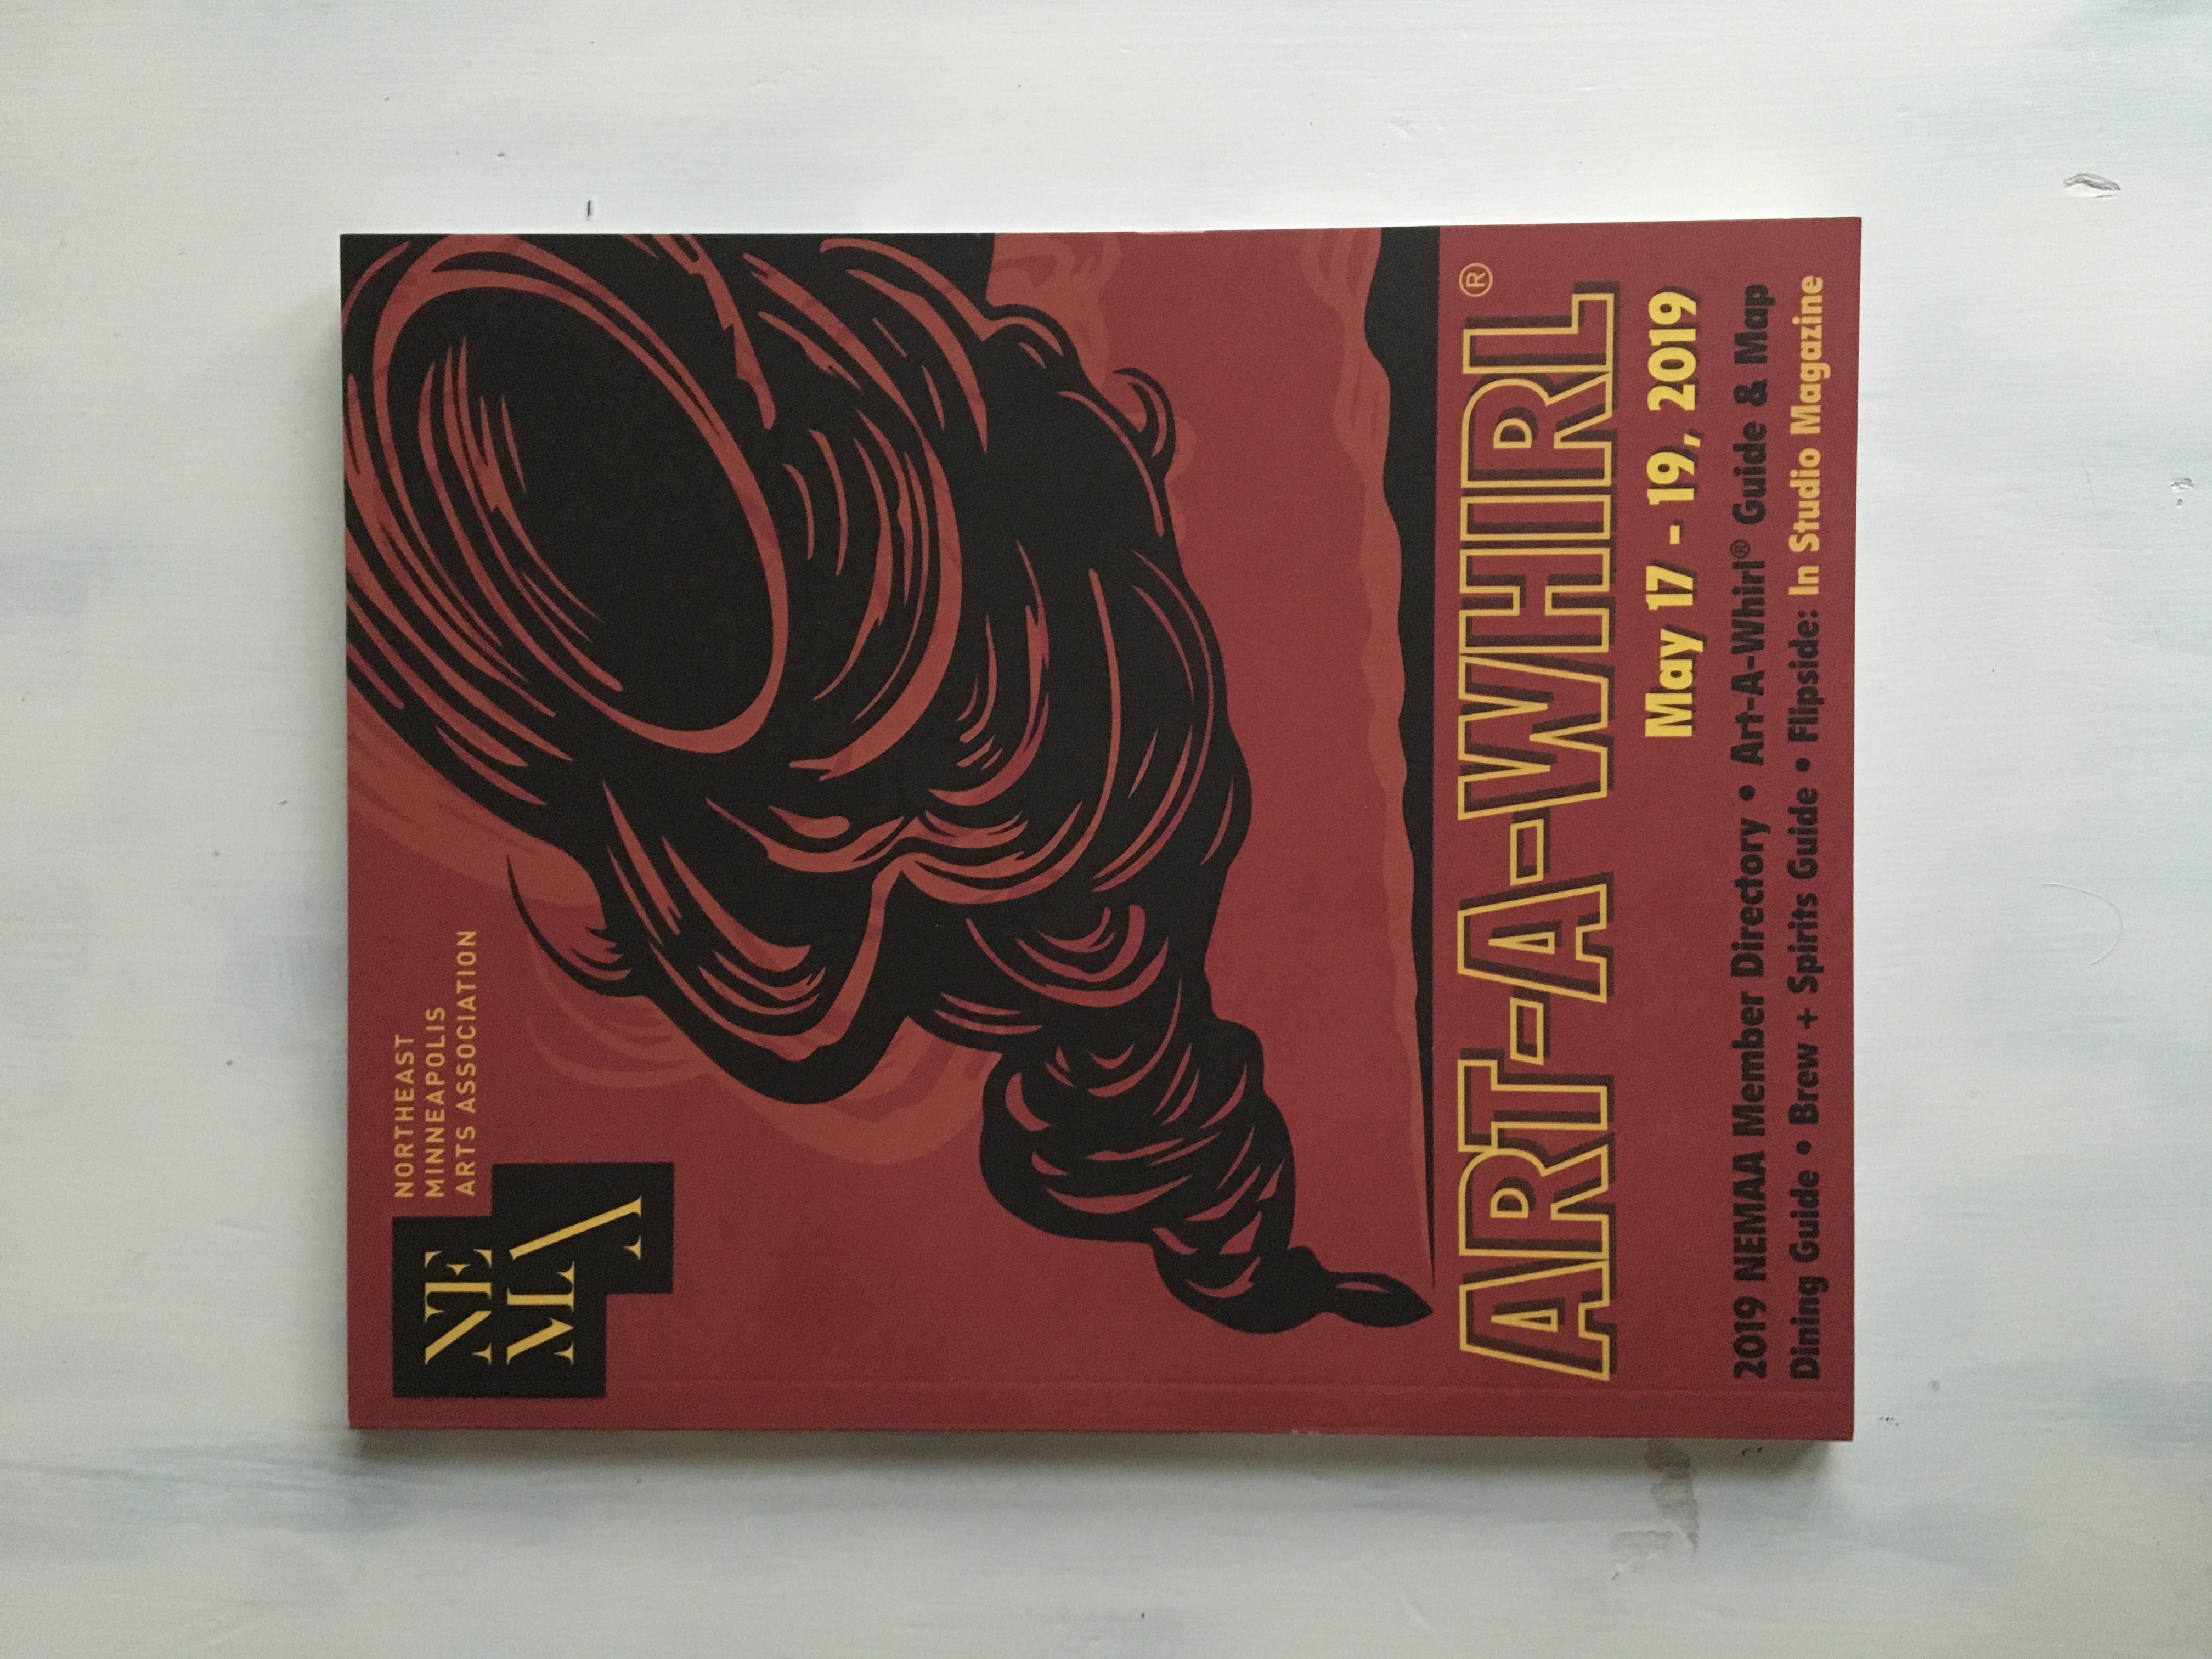 NE
MA
A
NORTHEAST
MINNEAPOLIS
ARTS ASSOCIATION
ART-A-WHIRL®
May 17 - 19, 2019
2019 NEMAA Member Directory • Art-A-Whirl® Guide & Map
Dining Guide • Brew + Spirits Guide • Flipside: In Studio Magazine